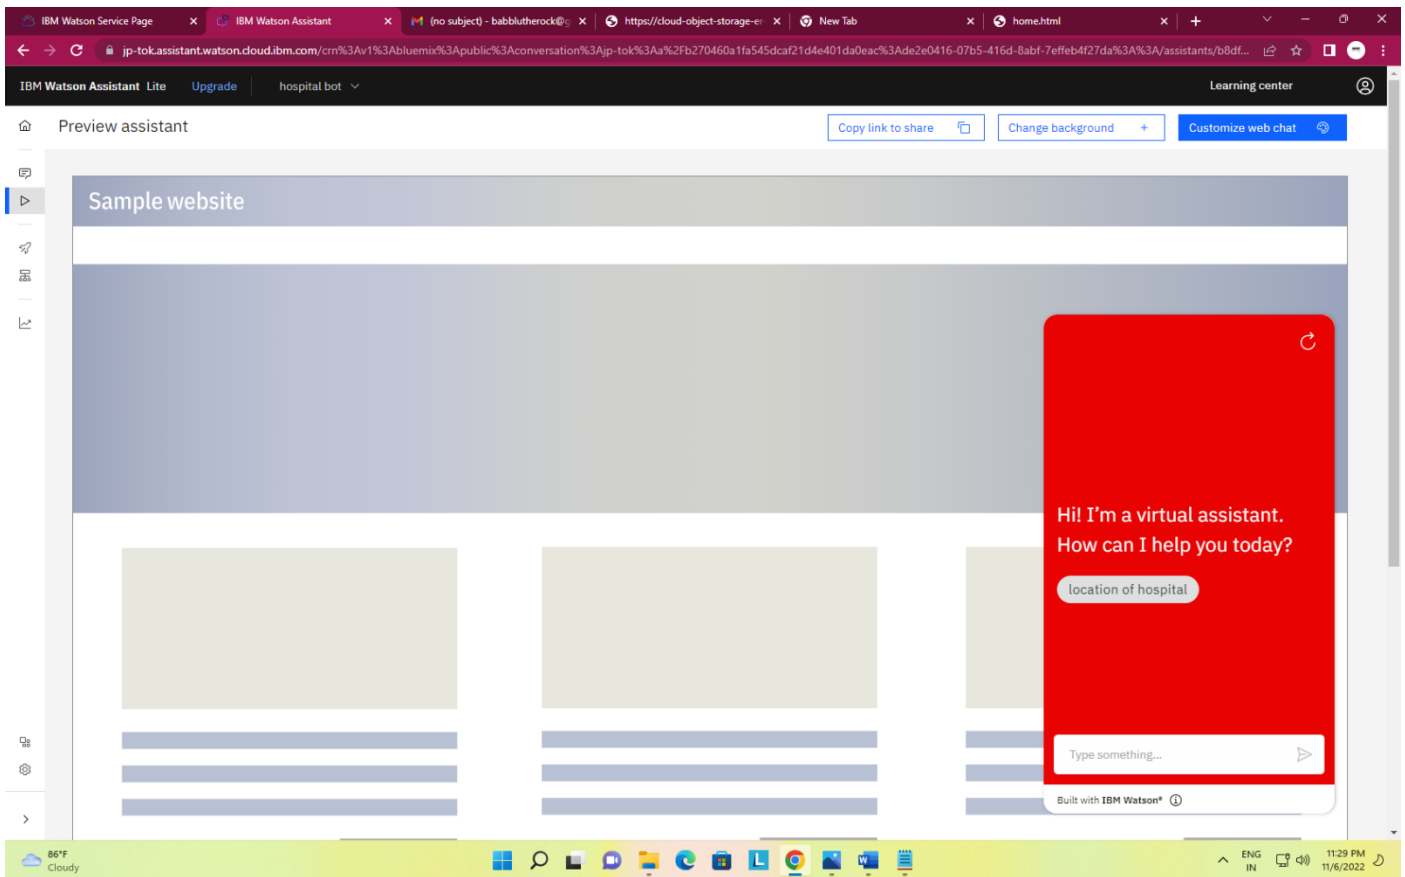 IBM Watson Service Page
IBM Watson Assistant
(no subject) - babblutherock@g
https://cloud-object-storage-er
New Tab
home.html
jp-tok.assistant.watson.cloud.ibm.com/crn%3Av1%3Abluemix%3Apublic%3Aconversation%3Ajp-tok%3Aa%2Fb270460a1fa545dcaf21d4e401da0eac%3Ade2e0416-07b5-416d-8abf-7effeb4f27da%3A%3A/assistants/b8df...
IBM Watson Assistant Lite Upgrade hospital bot Learning center
Preview assistant
Copy link to share
Change background +
Customize web chat
Sample website
Hi! I'm a virtual assistant.
How can I help you today?
location of hospital
Type something...
Built with IBM Watson®
86°F
Cloudy
ENG
IN
11:29 PM
11/6/2022